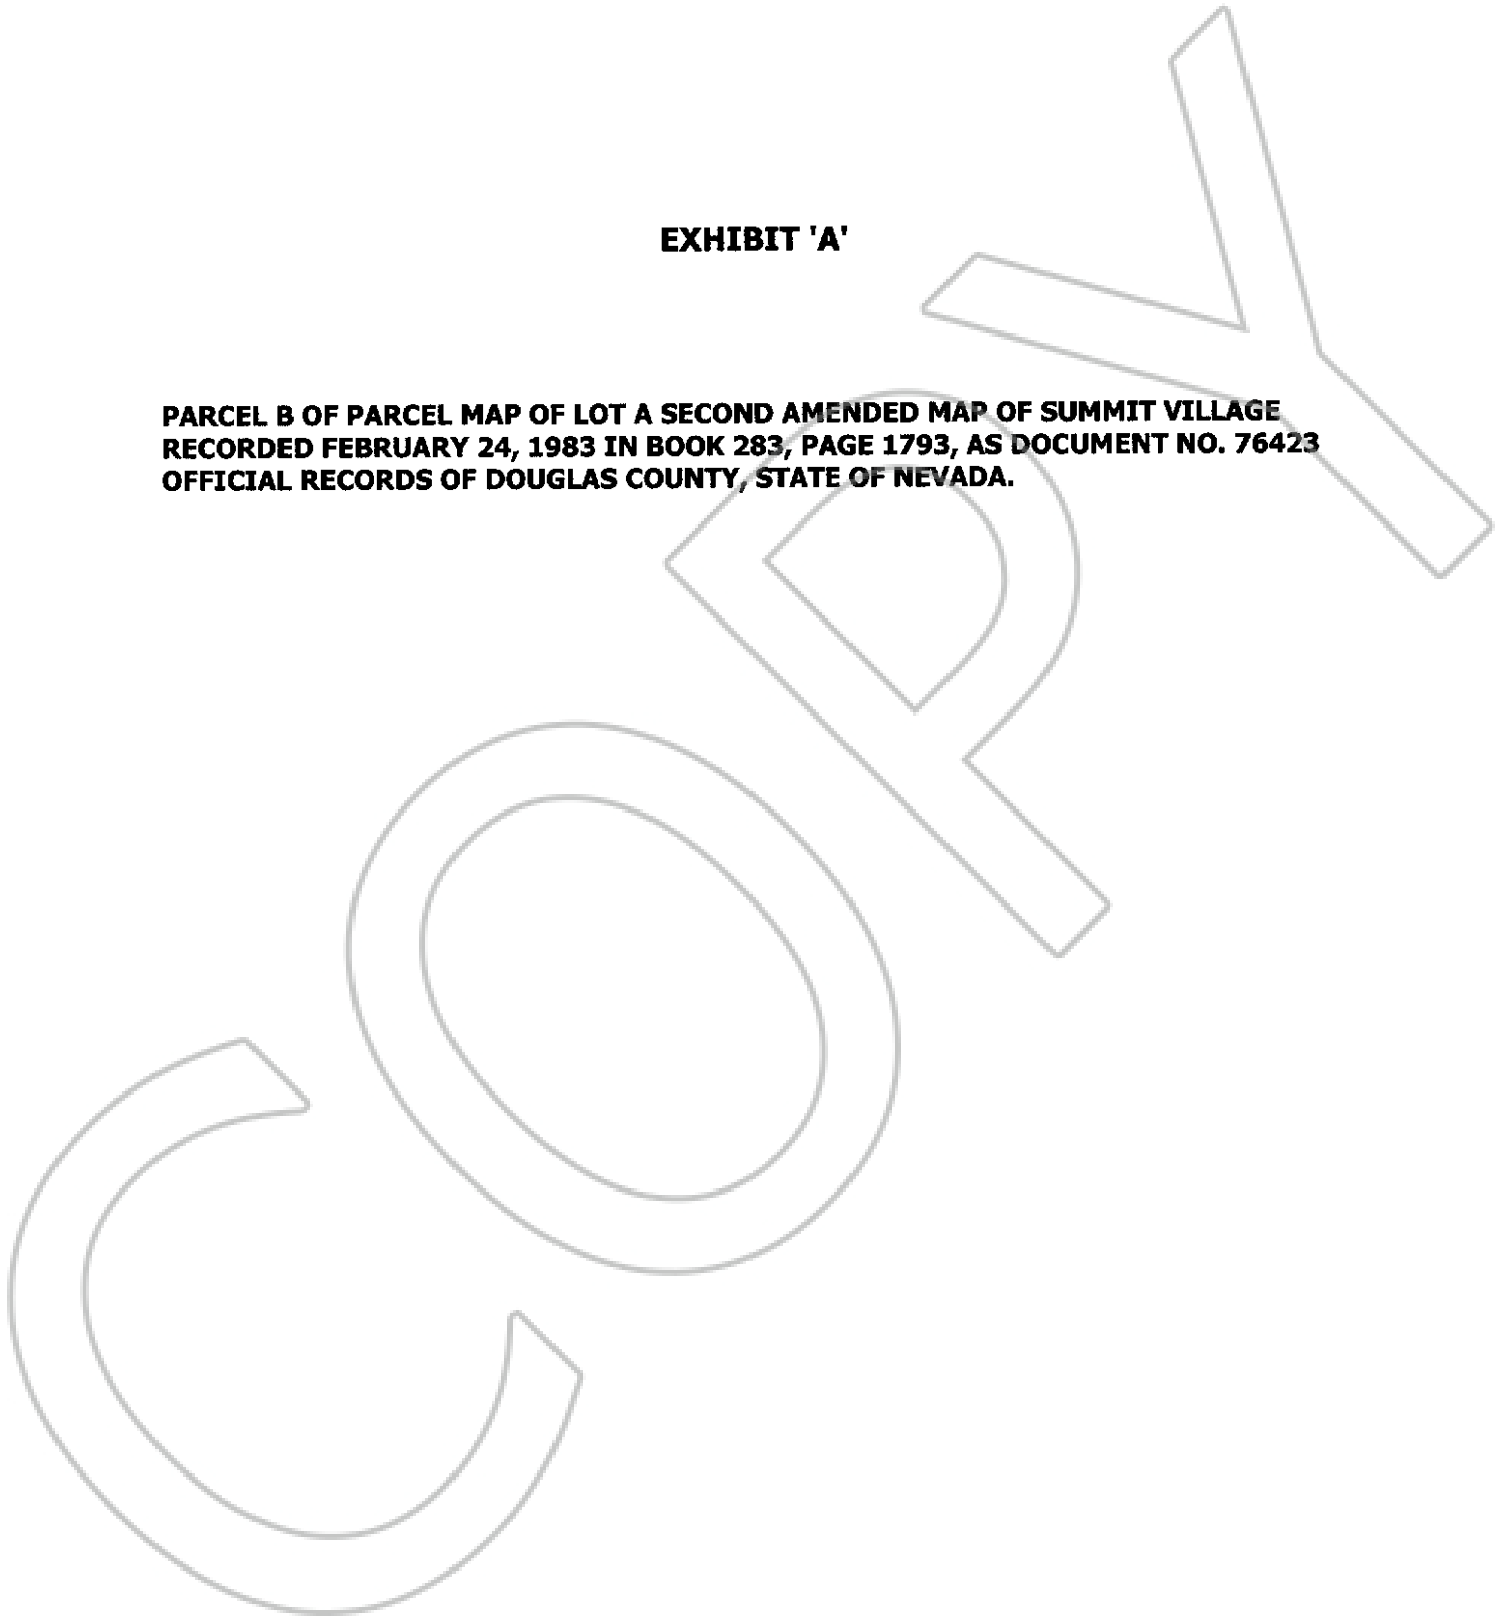 EXHIBIT 'A'
PARCEL B OF PARCEL MAP OF LOT A SECOND AMENDED MAP OF SUMMIT VILLAGE
RECORDED FEBRUARY 24, 1983 IN BOOK 283, PAGE 1793, AS DOCUMENT NO. 76423
OFFICIAL RECORDS OF DOUGLAS COUNTY, STATE OF NEVADA.
COPY